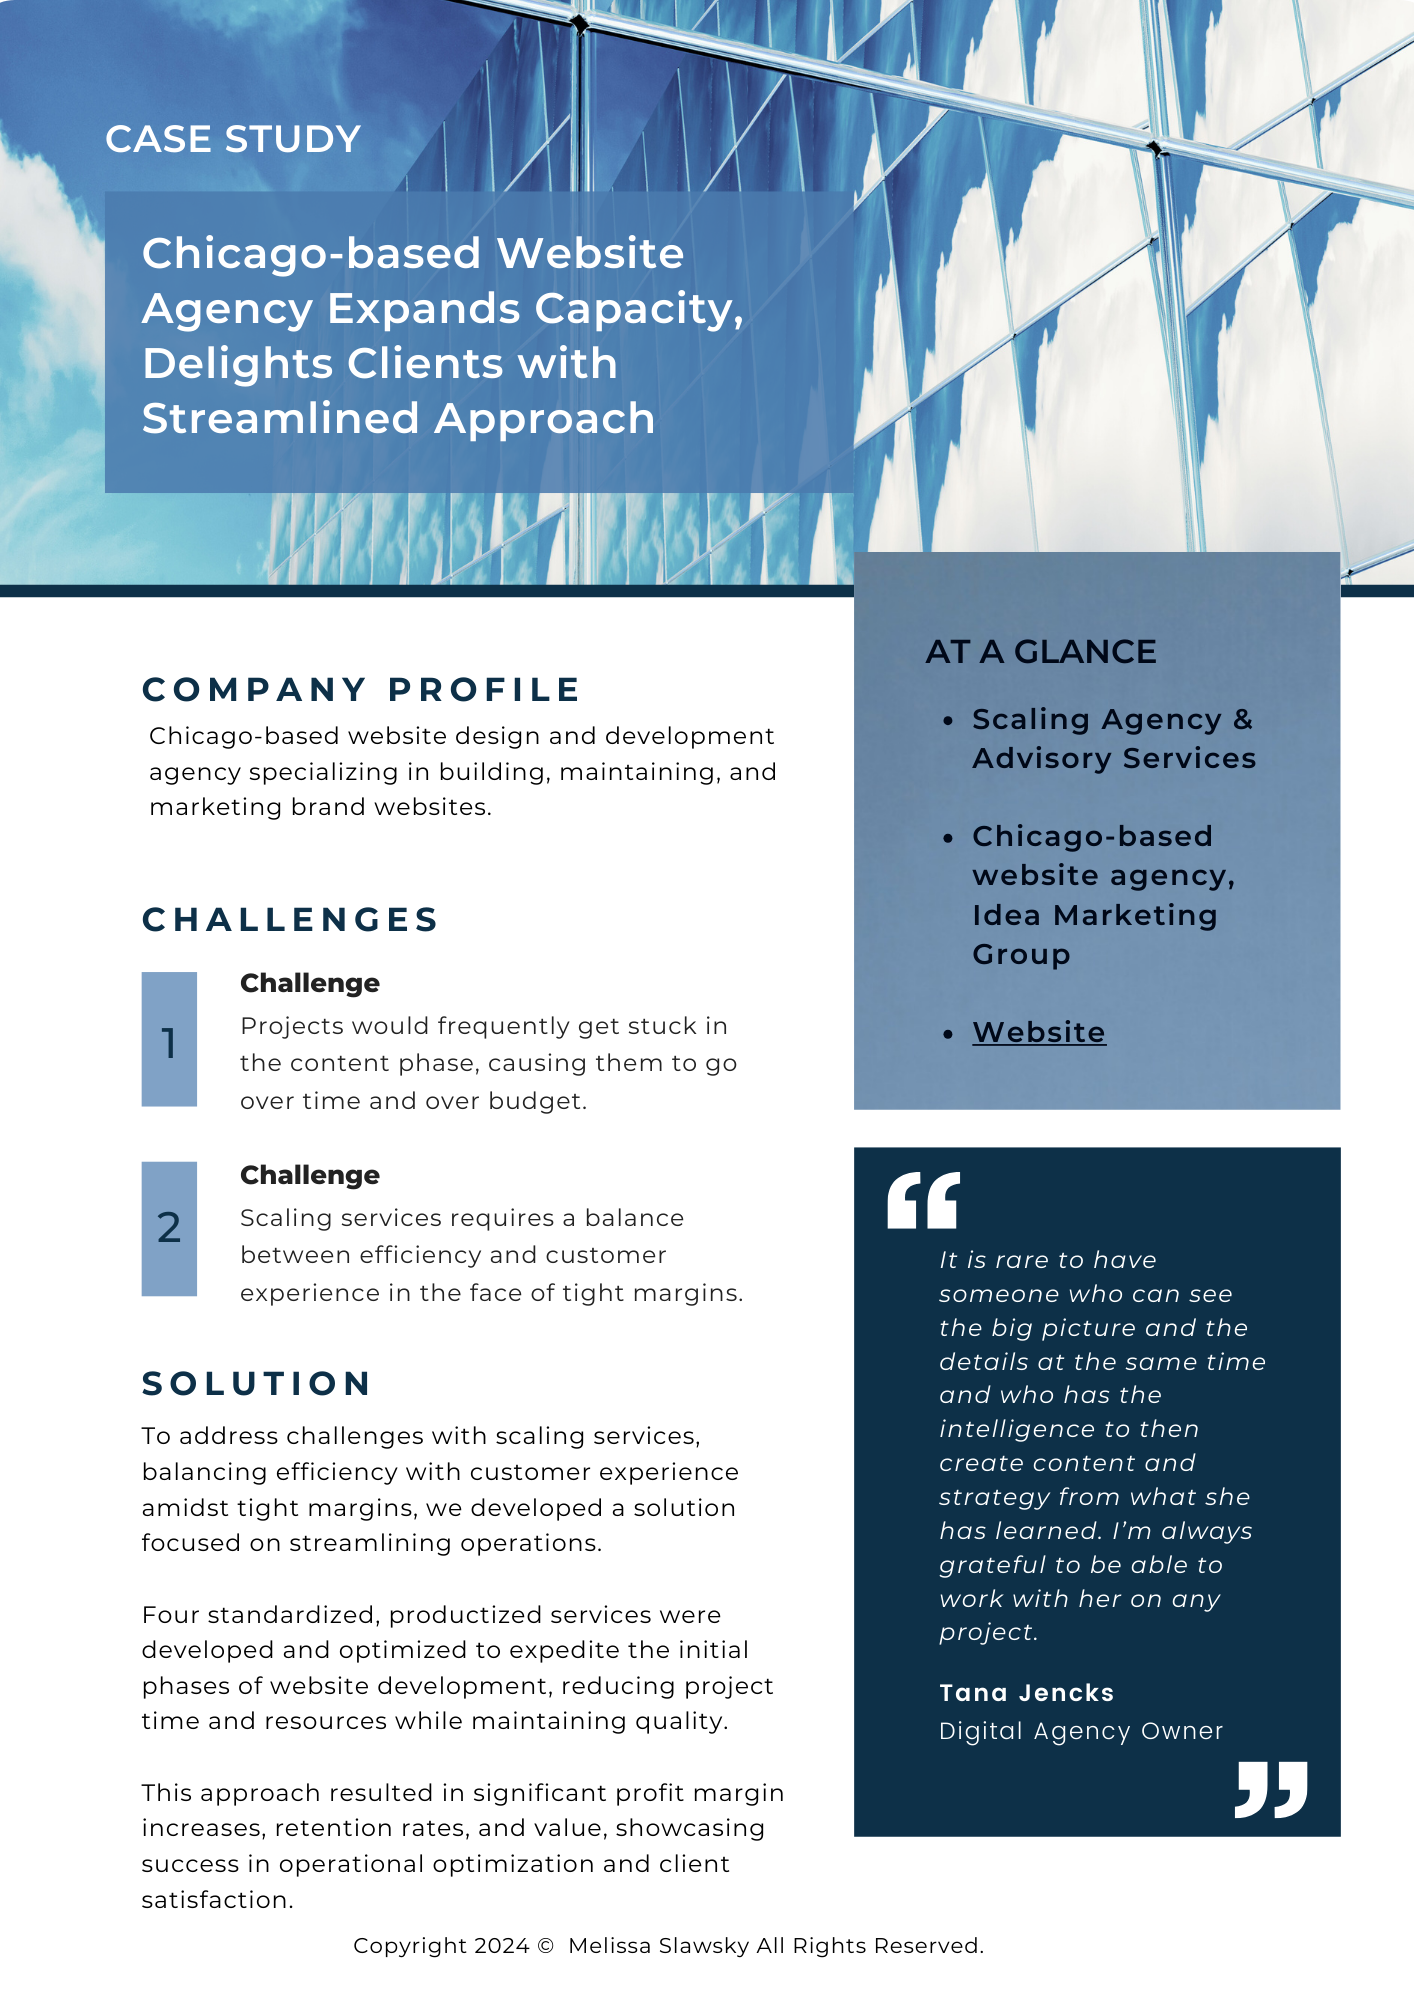 CASE STUDY
Chicago-based Website
Agency Expands Capacity,
Delights Clients with
Streamlined Approach
COMPANY PROFILE
Chicago-based website design and development
agency specializing in building, maintaining, and
marketing brand websites.
CHALLENGES
1
Challenge
Projects would frequently get stuck in
the content phase, causing them to go
over time and over budget.
2
Challenge
Scaling services requires a balance
between efficiency and customer
experience in the face of tight margins.
SOLUTION
To address challenges with scaling services,
balancing efficiency with customer experience
amidst tight margins, we developed a solution
focused on streamlining operations.
Four standardized, productized services were
developed and optimized to expedite the initial
phases of website development, reducing project
time and resources while maintaining quality.
This approach resulted in significant profit margin
increases, retention rates, and value, showcasing
success in operational optimization and client
satisfaction.
AT A GLANCE
• Scaling Agency &
Advisory Services
• Chicago-based
website agency,
Idea Marketing
Group
• Website
“
It is rare to have
someone who can see
the big picture and the
details at the same time
and who has the
intelligence to then
create content and
strategy from what she
has learned. I’m always
grateful to be able to
work with her on any
project.
Tana Jencks
Digital Agency Owner
”
Copyright 2024 © Melissa Slawsky All Rights Reserved.